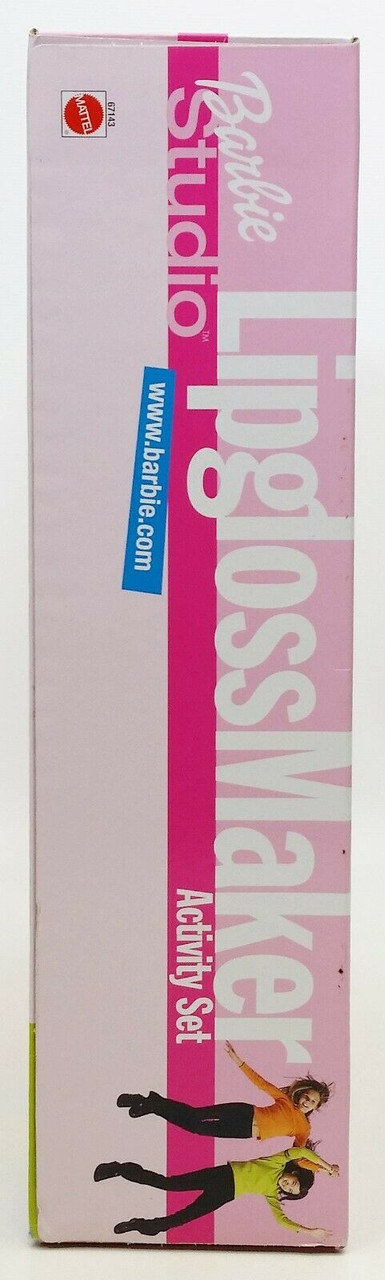 Barbie
Studio™
LipglossMaker
Activity Set
www.barbie.com
67143
MATTEL
®